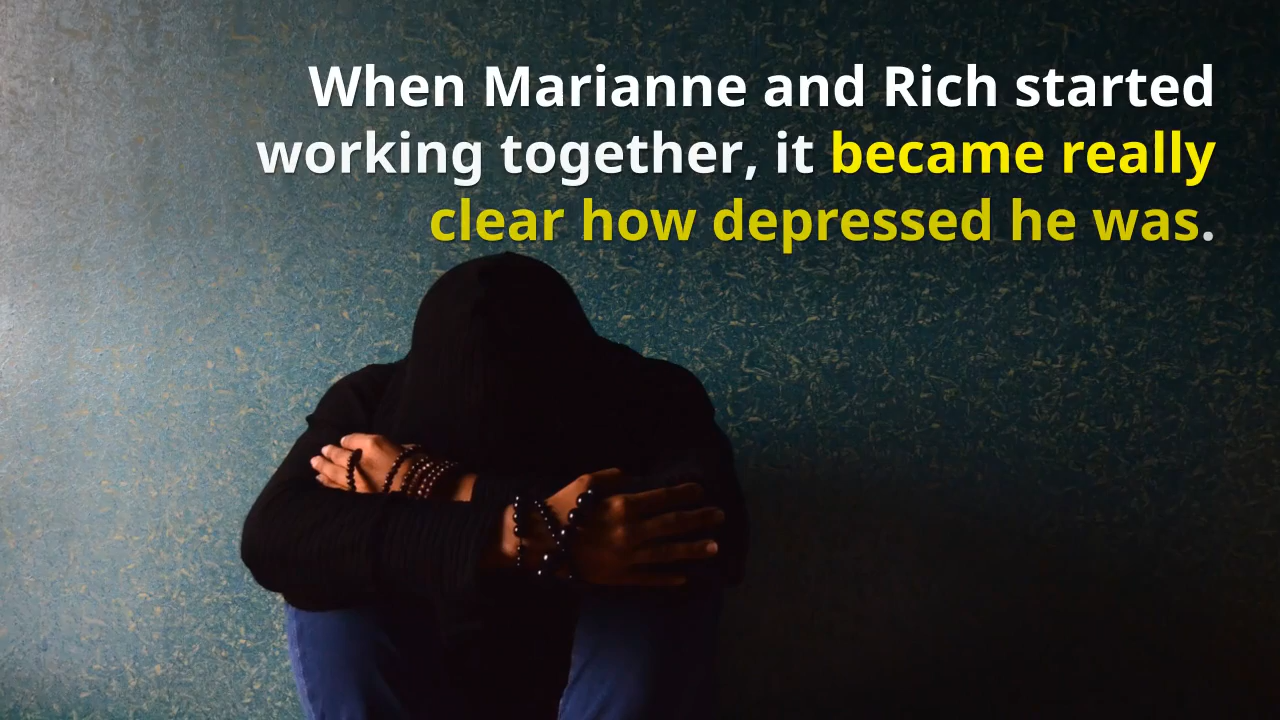 When Marianne and Rich started
working together, it became really
clear how depressed he was.